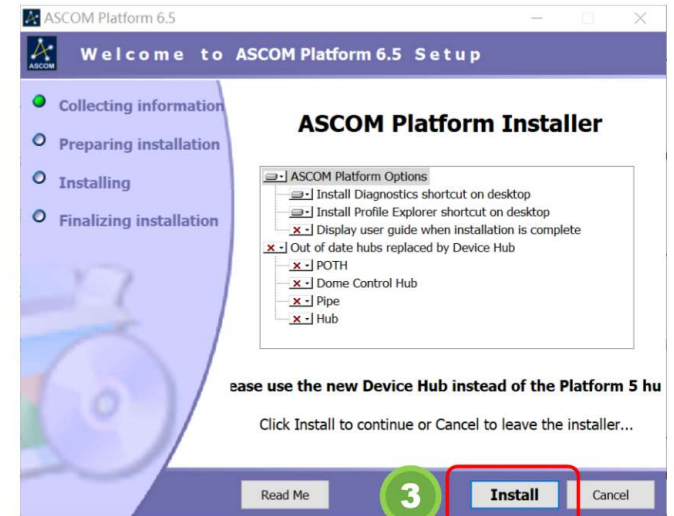 ASCOM Platform 6.5
ASCOM
Welcome to ASCOM Platform 6.5 Setup
Collecting information
Preparing installation
Installing
Finalizing installation
ASCOM Platform Installer
ASCOM Platform Options
Install Diagnostics shortcut on desktop
Install Profile Explorer shortcut on desktop
Display user guide when installation is complete
Out of date hubs replaced by Device Hub
POTH
Dome Control Hub
Pipe
Hub
ease use the new Device Hub instead of the Platform 5 hu
Click Install to continue or Cancel to leave the installer...
Read Me
3
Install
Cancel